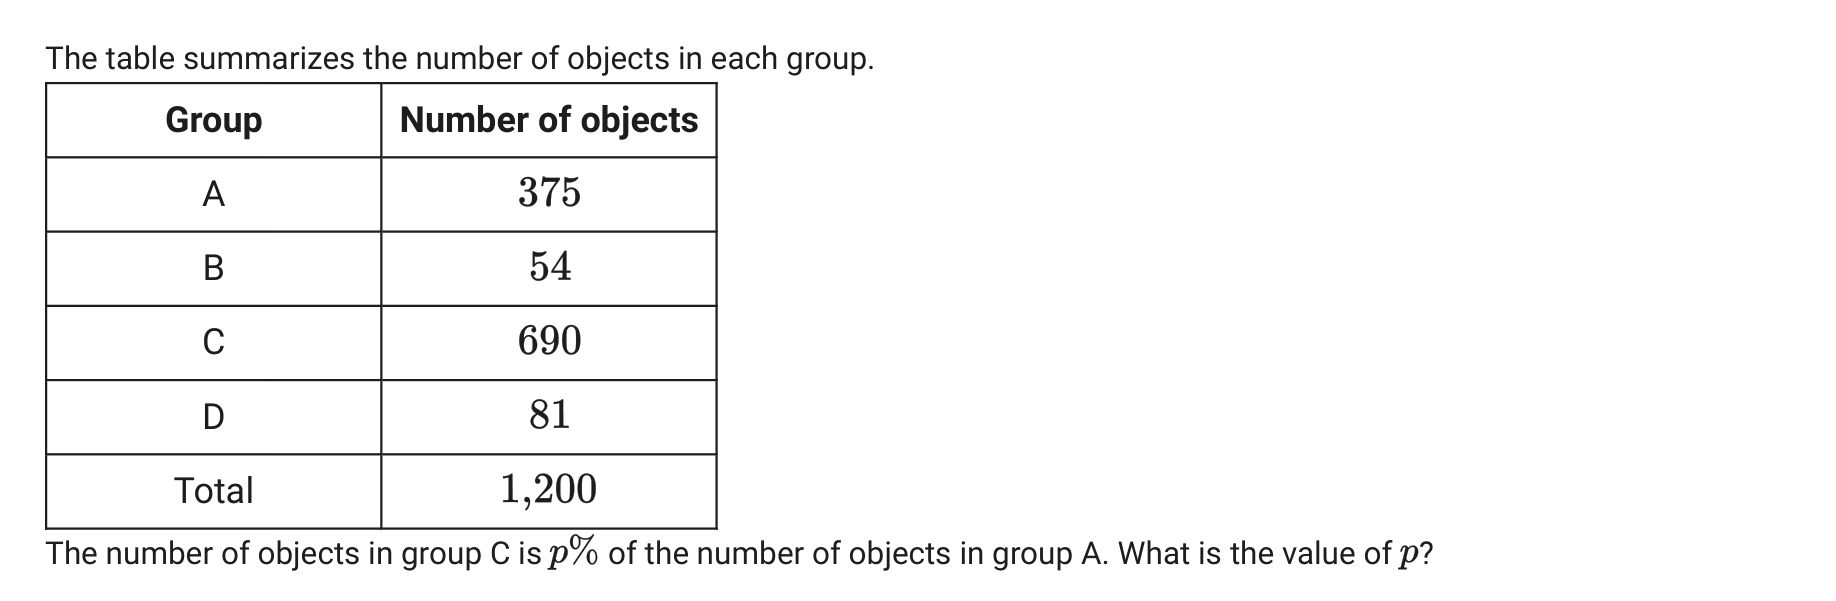 The table summarizes the number of objects in each group.
Group Number of objects
A 375
B 54
C 690
D 81
Total 1,200
The number of objects in group C is p% of the number of objects in group A. What is the value of p?